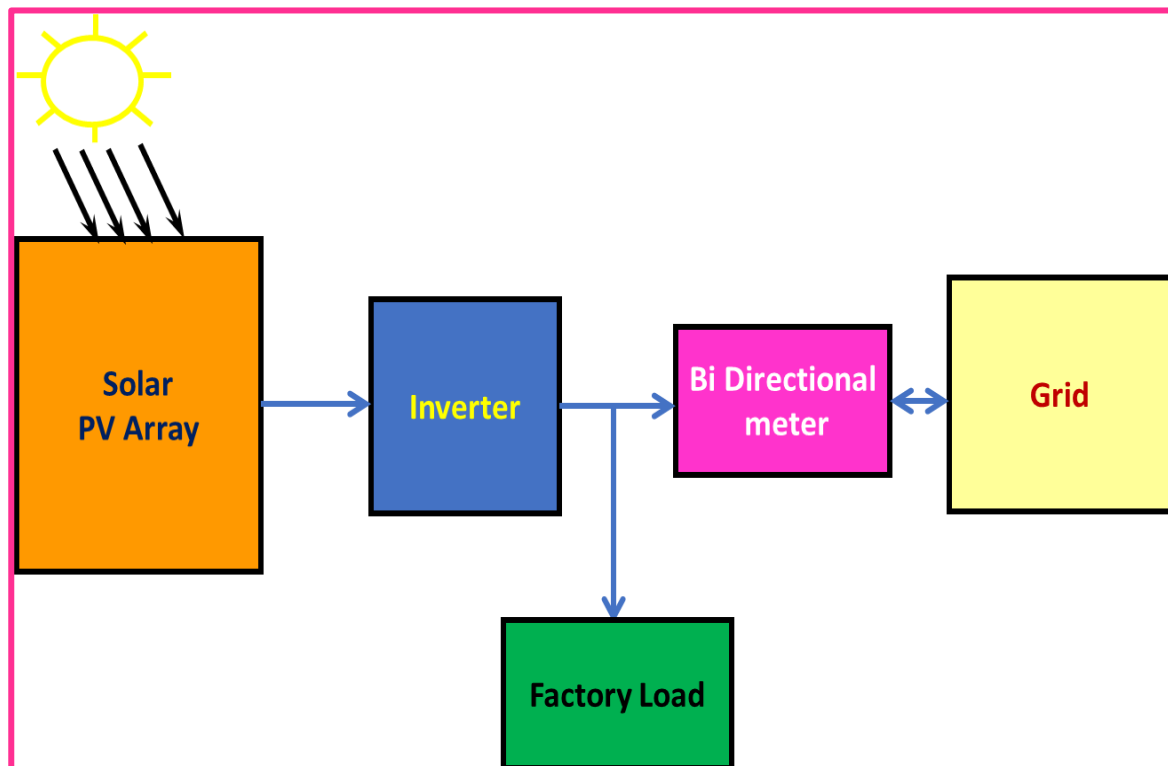 Solar
PV Array
Inverter
Bi Directional
meter
Grid
Factory Load